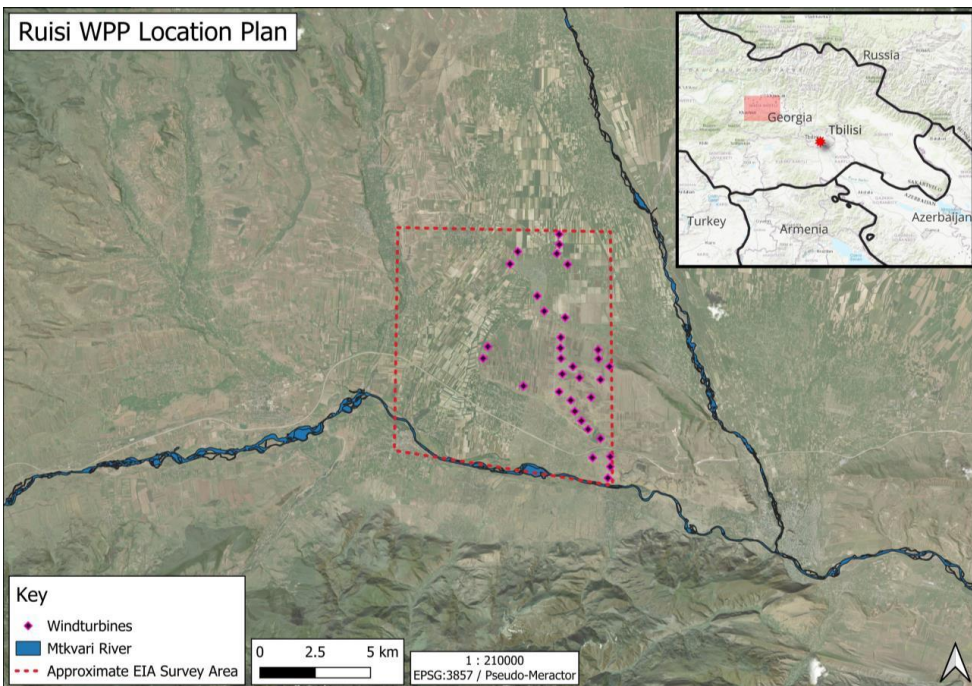 Ruisi WPP Location Plan
Russia
Georgia
Tbilisi
Turkey
Armenia
Azerbaijan
AZERBAIJAN
Key
Windturbines
Mtkvari River
Approximate EIA Survey Area
0 2.5 5 km
1 : 210000
EPSG:3857 / Pseudo-Meractor